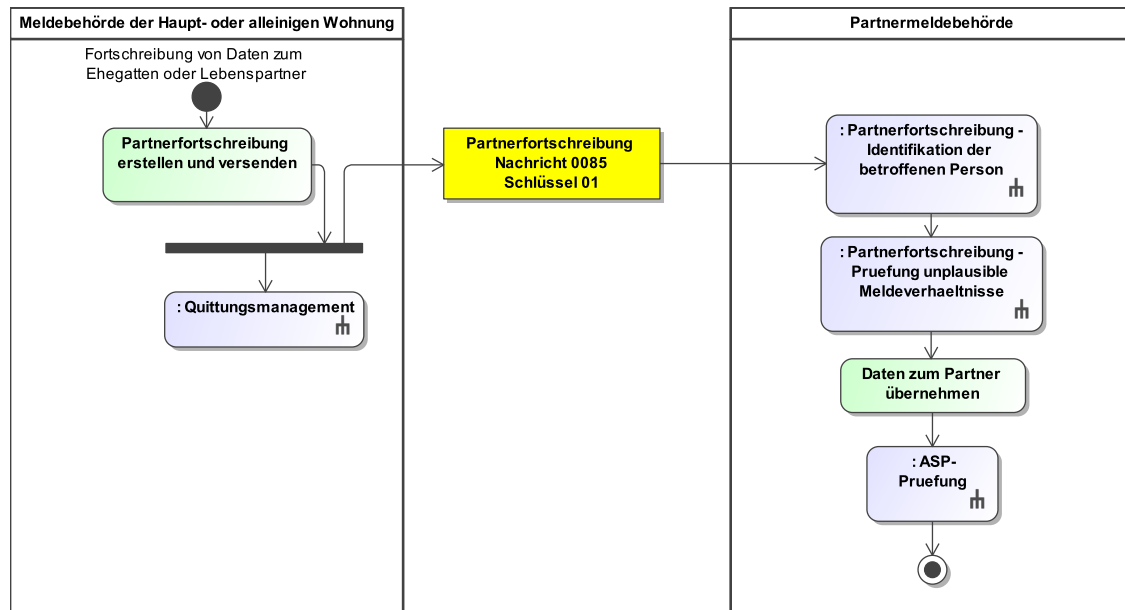 Meldebehörde der Haupt- oder alleinigen Wohnung
Fortschreibung von Daten zum
Ehegatten oder Lebenspartner
Partnerfortschreibung
erstellen und versenden
: Quittungsmanagement
Partnerfortschreibung
Nachricht 0085
Schlüssel 01
Partnermeldebehörde
: Partnerfortschreibung -
Identifikation der
betroffenen Person
: Partnerfortschreibung -
Pruefung unplausible
Meldeverhaeltnisse
Daten zum Partner
übernehmen
: ASP-
Pruefung